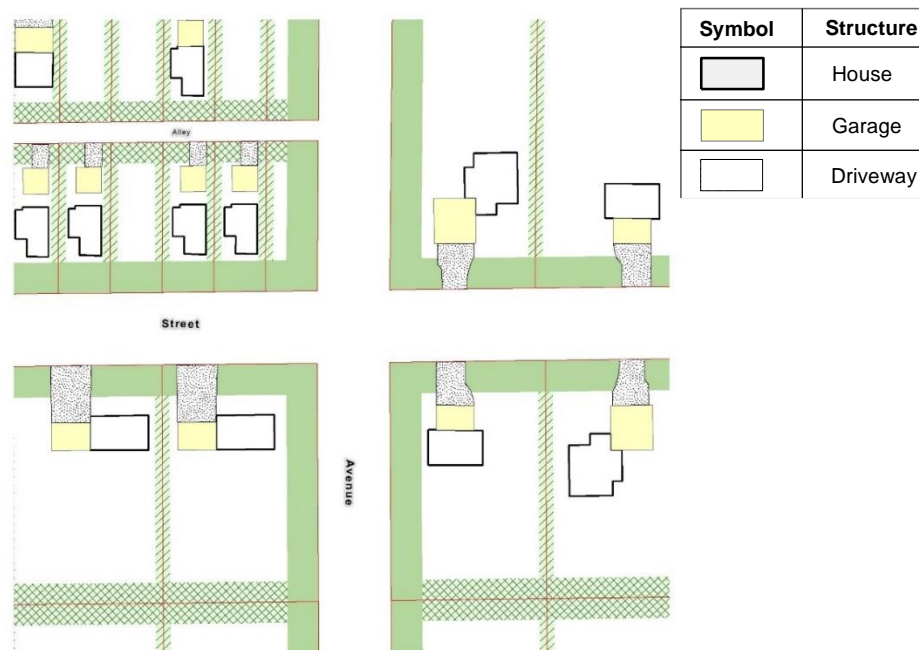 Symbol Structure
House
Garage
Driveway
Alley
Street
Avenue